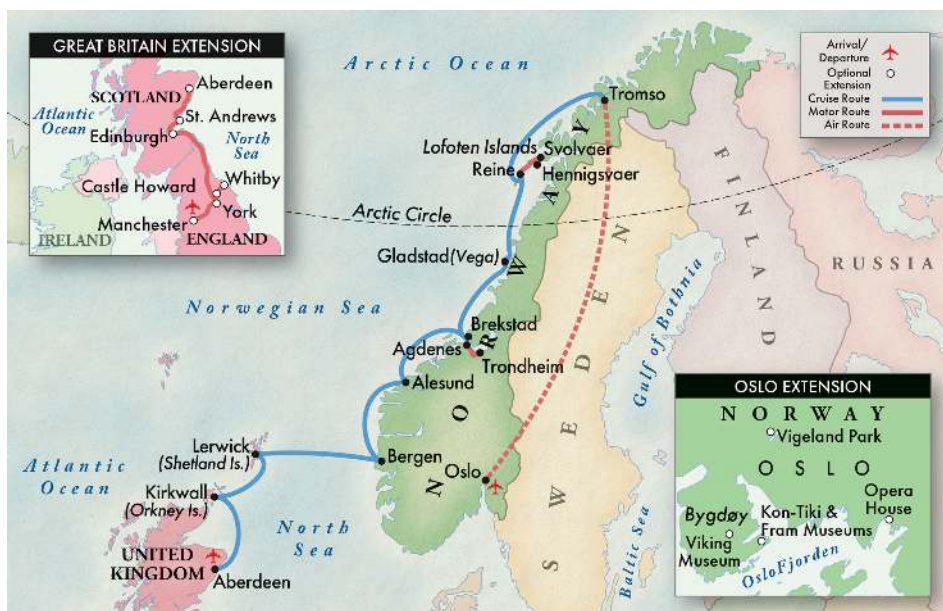 GREAT BRITAIN EXTENSION
Aberdeen
SCOTLAND
Atlantic
Ocean
St. Andrews
Edinburgh
North
Sea
Castle Howard
Whitby
York
Manchester
IRELAND
ENGLAND
Arctic Ocean
Arrival/
Departure
Optional
Extension
Cruise Route
Motor Route
Air Route
Tromso
Lofoten Islands
Svolvaer
Reine
Hennigsvaer
Arctic Circle
Gladstad (Vega)
NORWAY
SWEDEN
FINLAND
RUSSIA
Gulf of Bothnia
Norwegian Sea
Brekstad
Agdenes
Trondheim
Alesund
Bergen
Oslo
Lerwick
(Shetland Is.)
Atlantic
Ocean
Kirkwall
(Orkney Is.)
North
Sea
UNITED
KINGDOM
Aberdeen
Baltic Sea
OSLO EXTENSION
NORWAY
Vigeland Park
OSLO
Opera
House
Bygdøy
Kon-Tiki &
Fram Museums
Viking
Museum
OsloFjorden